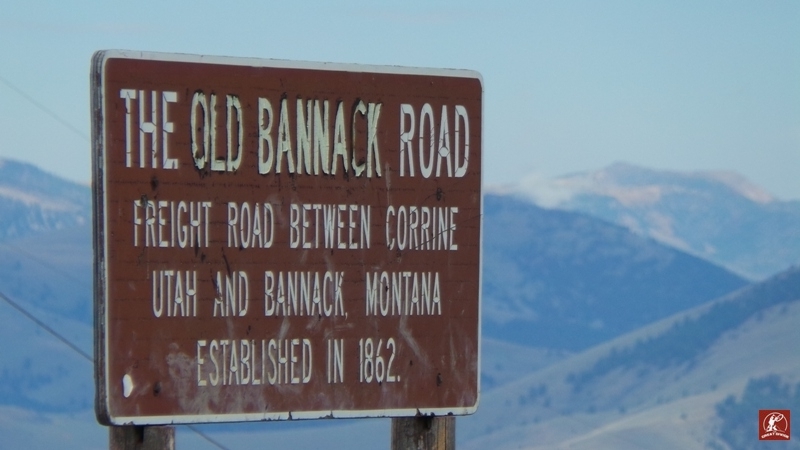 THE OLD BANNACK ROAD
FREIGHT ROAD BETWEEN CORRINE
UTAH AND BANNACK, MONTANA
ESTABLISHED IN 1862.